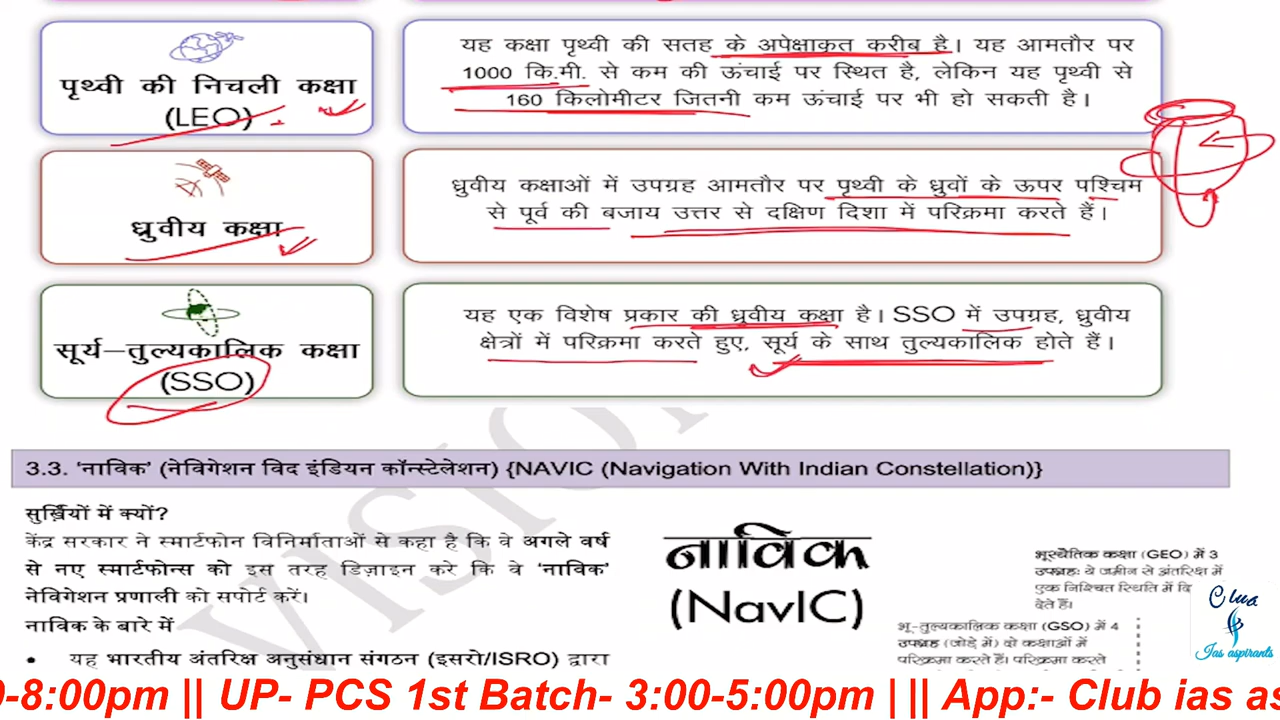 पृथ्वी की निचली कक्षा
(LEO)
यह कक्षा पृथ्वी की सतह के अपेक्षाकृत करीब है। यह आमतौर पर
1000 कि.मी. से कम की ऊंचाई पर स्थित है, लेकिन यह पृथ्वी से
160 किलोमीटर जितनी कम ऊंचाई पर भी हो सकती है।
ध्रुवीय कक्षा
ध्रुवीय कक्षाओं में उपग्रह आमतौर पर पृथ्वी के ध्रुवों के ऊपर पश्चिम
से पूर्व की बजाय उत्तर से दक्षिण दिशा में परिक्रमा करते हैं।
सूर्य–तुल्यकालिक कक्षा
(SSO)
यह एक विशेष प्रकार की ध्रुवीय कक्षा है। SSO में उपग्रह, ध्रुवीय
क्षेत्रों में परिक्रमा करते हुए, सूर्य के साथ तुल्यकालिक होते हैं।
VISION
3.3. ‘नाविक’ (नेविगेशन विद इंडियन कॉन्स्टेलेशन) {NAVIC (Navigation With Indian Constellation)}
सुर्ख़ियों में क्यों?
केंद्र सरकार ने स्मार्टफोन विनिर्माताओं से कहा है कि वे अगले वर्ष
से नए स्मार्टफोन्स को इस तरह डिज़ाइन करे कि वे ‘नाविक’
नेविगेशन प्रणाली को सपोर्ट करें।
नाविक के बारे में
• यह भारतीय अंतरिक्ष अनुसंधान संगठन (इसरो/ISRO) द्वारा
नाविक
(NavIC)
भूस्थैतिक कक्षा (GEO) में 3
उपग्रहः ये जमीन से अंतरिक्ष में
एक निश्चित स्थिति में
देते हैं।
भू-तुल्यकालिक कक्षा (GSO) में 4
उपग्रह (जोड़े में) दो कक्षाओं में
परिक्रमा करते हैं। परिक्रमा करते
Club
Ias aspirants
-8:00pm || UP- PCS 1st Batch- 3:00-5:00pm | || App:- Club ias as